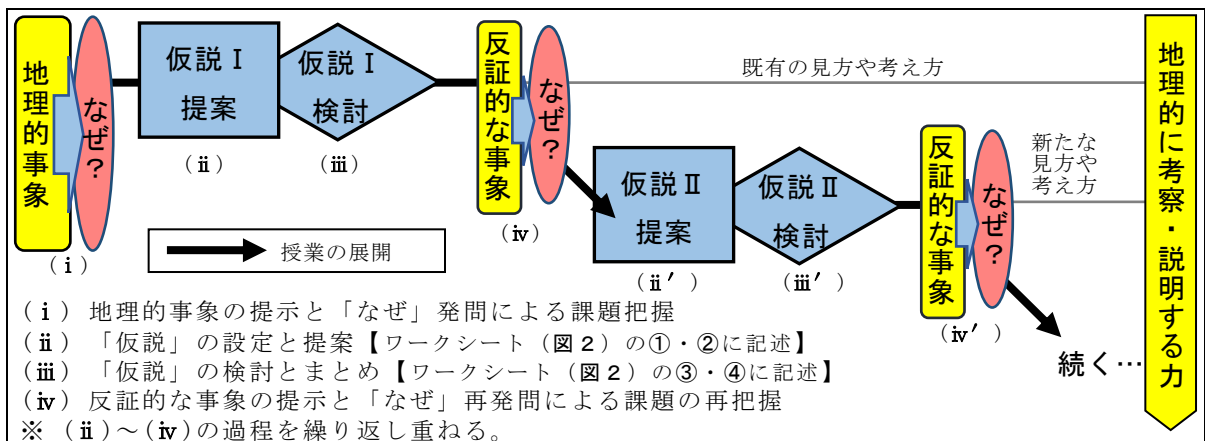 地理的事象
なぜ？
仮説Ⅰ
提案
仮説Ⅰ
検討
反証的な事象
なぜ？
既有の見方や考え方
地理的に考察・説明する力
(ⅱ)
(ⅲ)
(ⅳ)
仮説Ⅱ
提案
仮説Ⅱ
検討
反証的な事象
なぜ？
新たな
見方や
考え方
授業の展開
(ⅰ)
(ⅱ′)
(ⅲ′)
(ⅳ′)
続く…
(ⅰ) 地理的事象の提示と「なぜ」発問による課題把握
(ⅱ) 「仮説」の設定と提案【ワークシート（図２）の①・②に記述】
(ⅲ) 「仮説」の検討とまとめ【ワークシート（図２）の③・④に記述】
(ⅳ) 反証的な事象の提示と「なぜ」再発問による課題の再把握
※ (ⅱ)～(ⅳ)の過程を繰り返し重ねる。